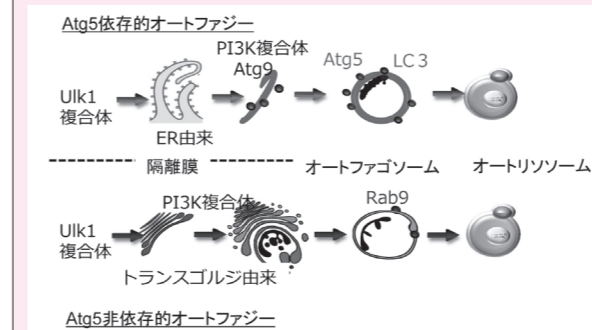 Atg5依存的オートファジー
PI3K複合体
Atg9
Atg5
LC3
Ulk1
複合体
ER由来
隔離膜
オートファゴソーム
オートリソソーム
PI3K複合体
Rab9
Ulk1
複合体
トランスゴルジ由来
Atg5非依存的オートファジー